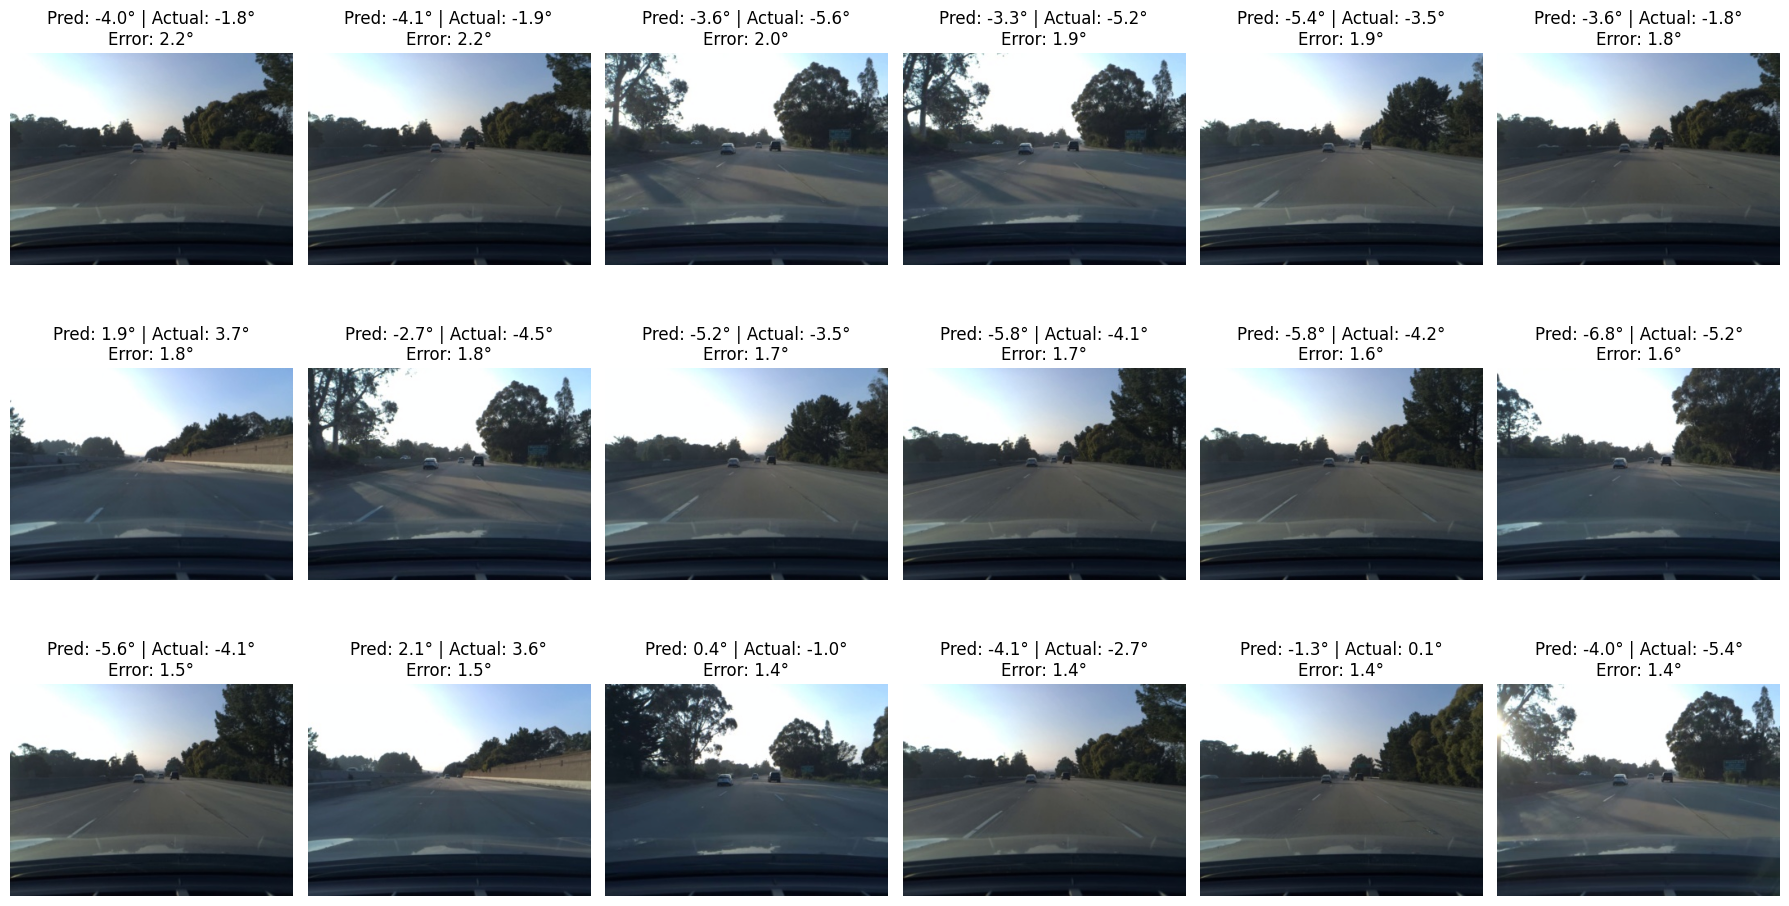 Pred: -4.0° | Actual: -1.8°
Error: 2.2°
Pred: -4.1° | Actual: -1.9°
Error: 2.2°
Pred: -3.6° | Actual: -5.6°
Error: 2.0°
Pred: -3.3° | Actual: -5.2°
Error: 1.9°
Pred: -5.4° | Actual: -3.5°
Error: 1.9°
Pred: -3.6° | Actual: -1.8°
Error: 1.8°
Pred: 1.9° | Actual: 3.7°
Error: 1.8°
Pred: -2.7° | Actual: -4.5°
Error: 1.8°
Pred: -5.2° | Actual: -3.5°
Error: 1.7°
Pred: -5.8° | Actual: -4.1°
Error: 1.7°
Pred: -5.8° | Actual: -4.2°
Error: 1.6°
Pred: -6.8° | Actual: -5.2°
Error: 1.6°
Pred: -5.6° | Actual: -4.1°
Error: 1.5°
Pred: 2.1° | Actual: 3.6°
Error: 1.5°
Pred: 0.4° | Actual: -1.0°
Error: 1.4°
Pred: -4.1° | Actual: -2.7°
Error: 1.4°
Pred: -1.3° | Actual: 0.1°
Error: 1.4°
Pred: -4.0° | Actual: -5.4°
Error: 1.4°